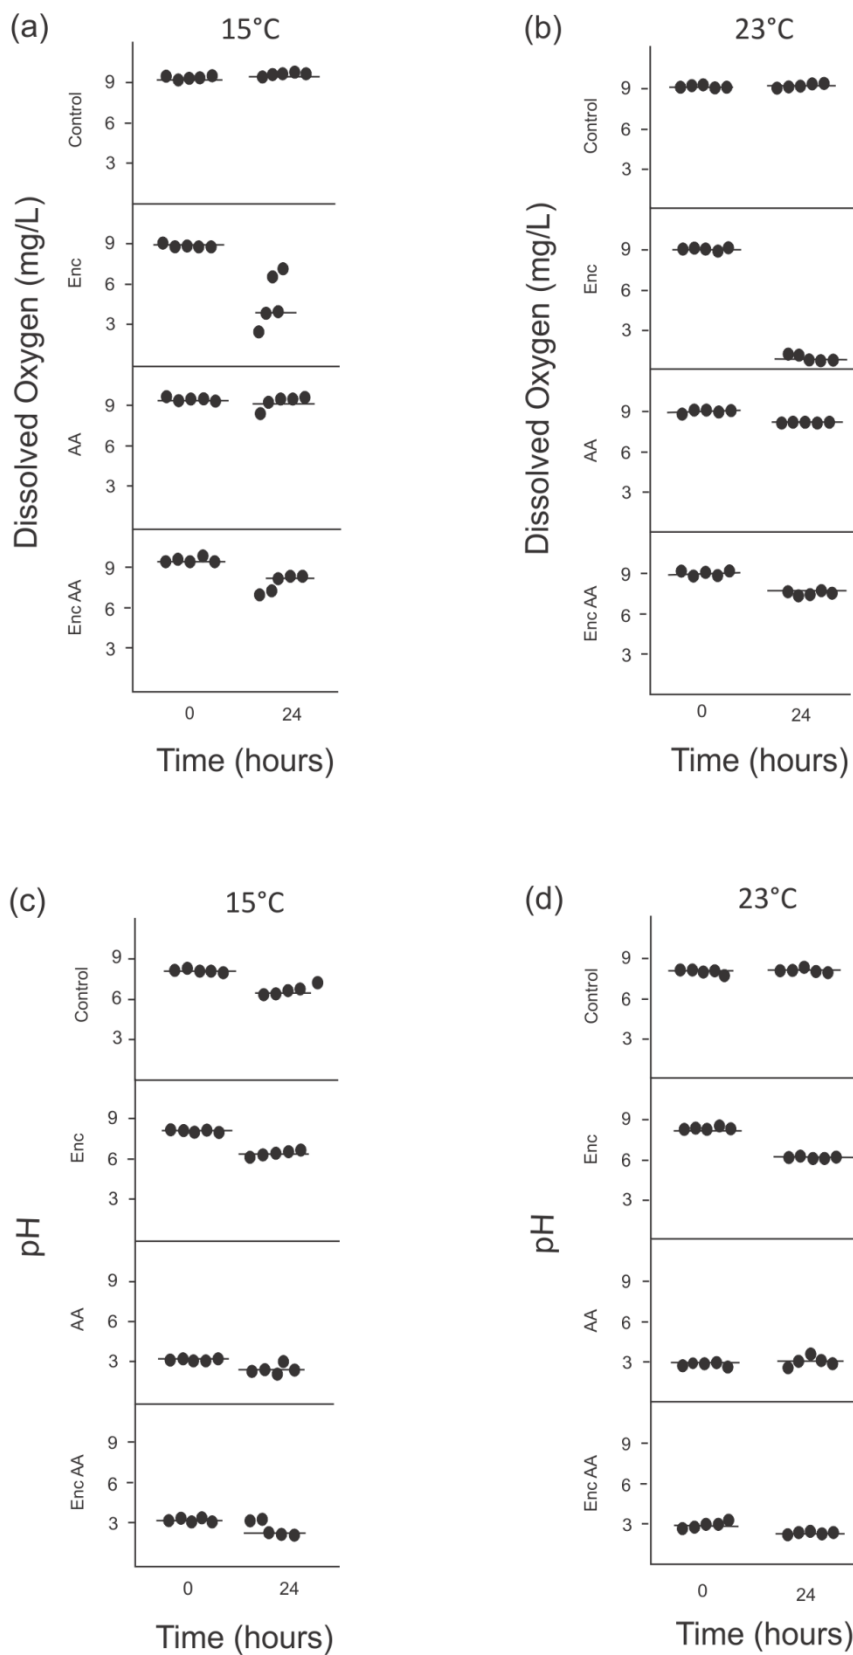 (a) 15°C
Dissolved Oxygen (mg/L)
Control
9
6
3
Enc
9
6
3
AA
9
6
3
Enc AA
9
6
3
0 24
Time (hours)
(b) 23°C
Dissolved Oxygen (mg/L)
Control
9
6
3
Enc
9
6
3
AA
9
6
3
Enc AA
9
6
3
0 24
Time (hours)
(c) 15°C
pH
Control
9
6
3
Enc
9
6
3
AA
9
6
3
Enc AA
9
6
3
0 24
Time (hours)
(d) 23°C
pH
Control
9
6
3
Enc
9
6
3
AA
9
6
3
Enc AA
9
6
3
0 24
Time (hours)